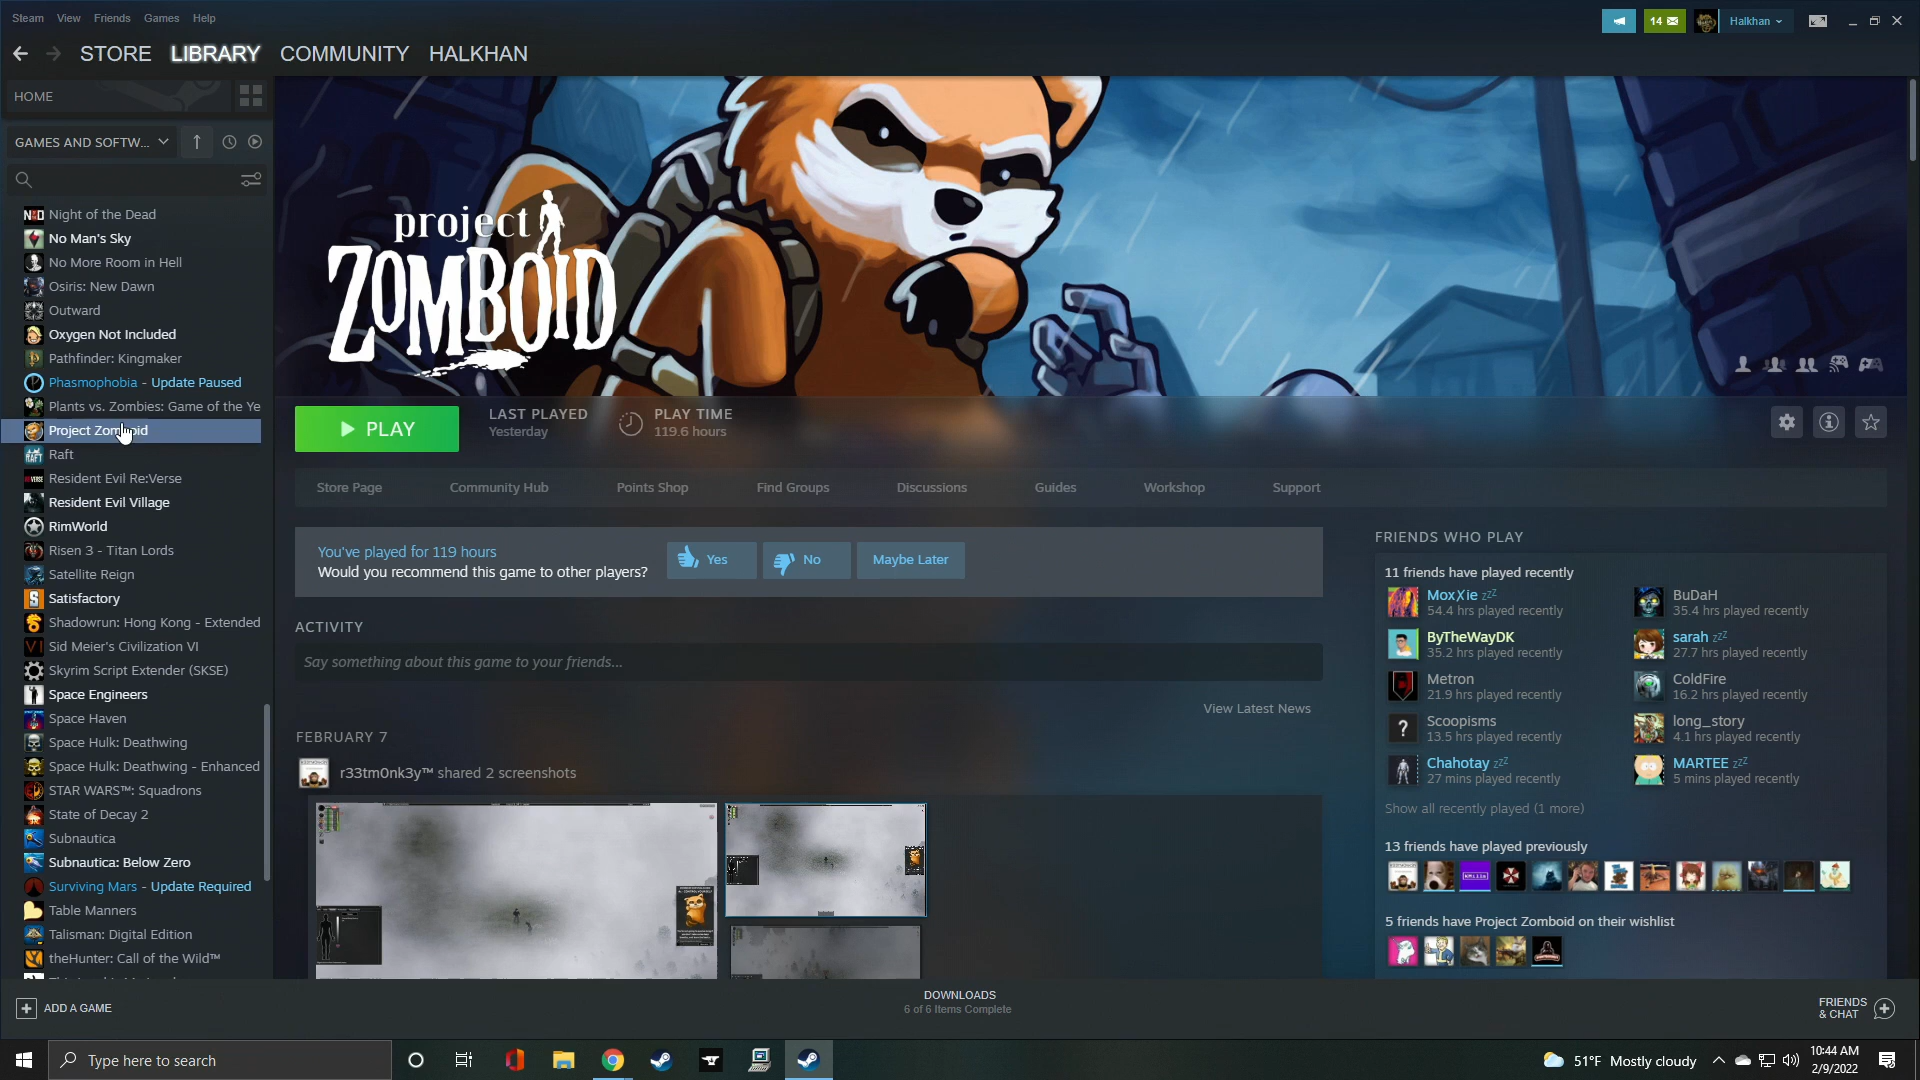 Steam View Friends Games Help
14
Halkhan
STORE LIBRARY COMMUNITY HALKHAN
HOME
GAMES AND SOFTW...
Night of the Dead
No Man's Sky
No More Room in Hell
Osiris: New Dawn
Outward
Oxygen Not Included
Pathfinder: Kingmaker
Phasmophobia - Update Paused
Plants vs. Zombies: Game of the Ye
Project Zomboid
RAFT Raft
Resident Evil Re:Verse
Resident Evil Village
RimWorld
Risen 3 - Titan Lords
Satellite Reign
Satisfactory
Shadowrun: Hong Kong - Extended
Sid Meier's Civilization VI
Skyrim Script Extender (SKSE)
Space Engineers
Space Haven
Space Hulk: Deathwing
Space Hulk: Deathwing - Enhanced
STAR WARS™: Squadrons
State of Decay 2
Subnautica
Subnautica: Below Zero
Surviving Mars - Update Required
Table Manners
Talisman: Digital Edition
theHunter: Call of the Wild™
ADD A GAME
project
ZOMBOID
PLAY
LAST PLAYED
Yesterday
PLAY TIME
119.6 hours
Store Page Community Hub Points Shop Find Groups Discussions Guides Workshop Support
You've played for 119 hours
Would you recommend this game to other players?
Yes No Maybe Later
ACTIVITY
Say something about this game to your friends...
View Latest News
FEBRUARY 7
r33tm0nk3y™ shared 2 screenshots
FRIENDS WHO PLAY
11 friends have played recently
MoxXie zzz
54.4 hrs played recently
BuDaH
35.4 hrs played recently
ByTheWayDK
35.2 hrs played recently
sarah zzz
27.7 hrs played recently
Metron
21.9 hrs played recently
ColdFire
16.2 hrs played recently
? Scoopisms
13.5 hrs played recently
long_story
4.1 hrs played recently
Chahotay zzz
27 mins played recently
MARTEE zzz
5 mins played recently
Show all recently played (1 more)
13 friends have played previously
5 friends have Project Zomboid on their wishlist
DOWNLOADS
6 of 6 Items Complete
FRIENDS
& CHAT
Type here to search
51°F Mostly cloudy
10:44 AM
2/9/2022